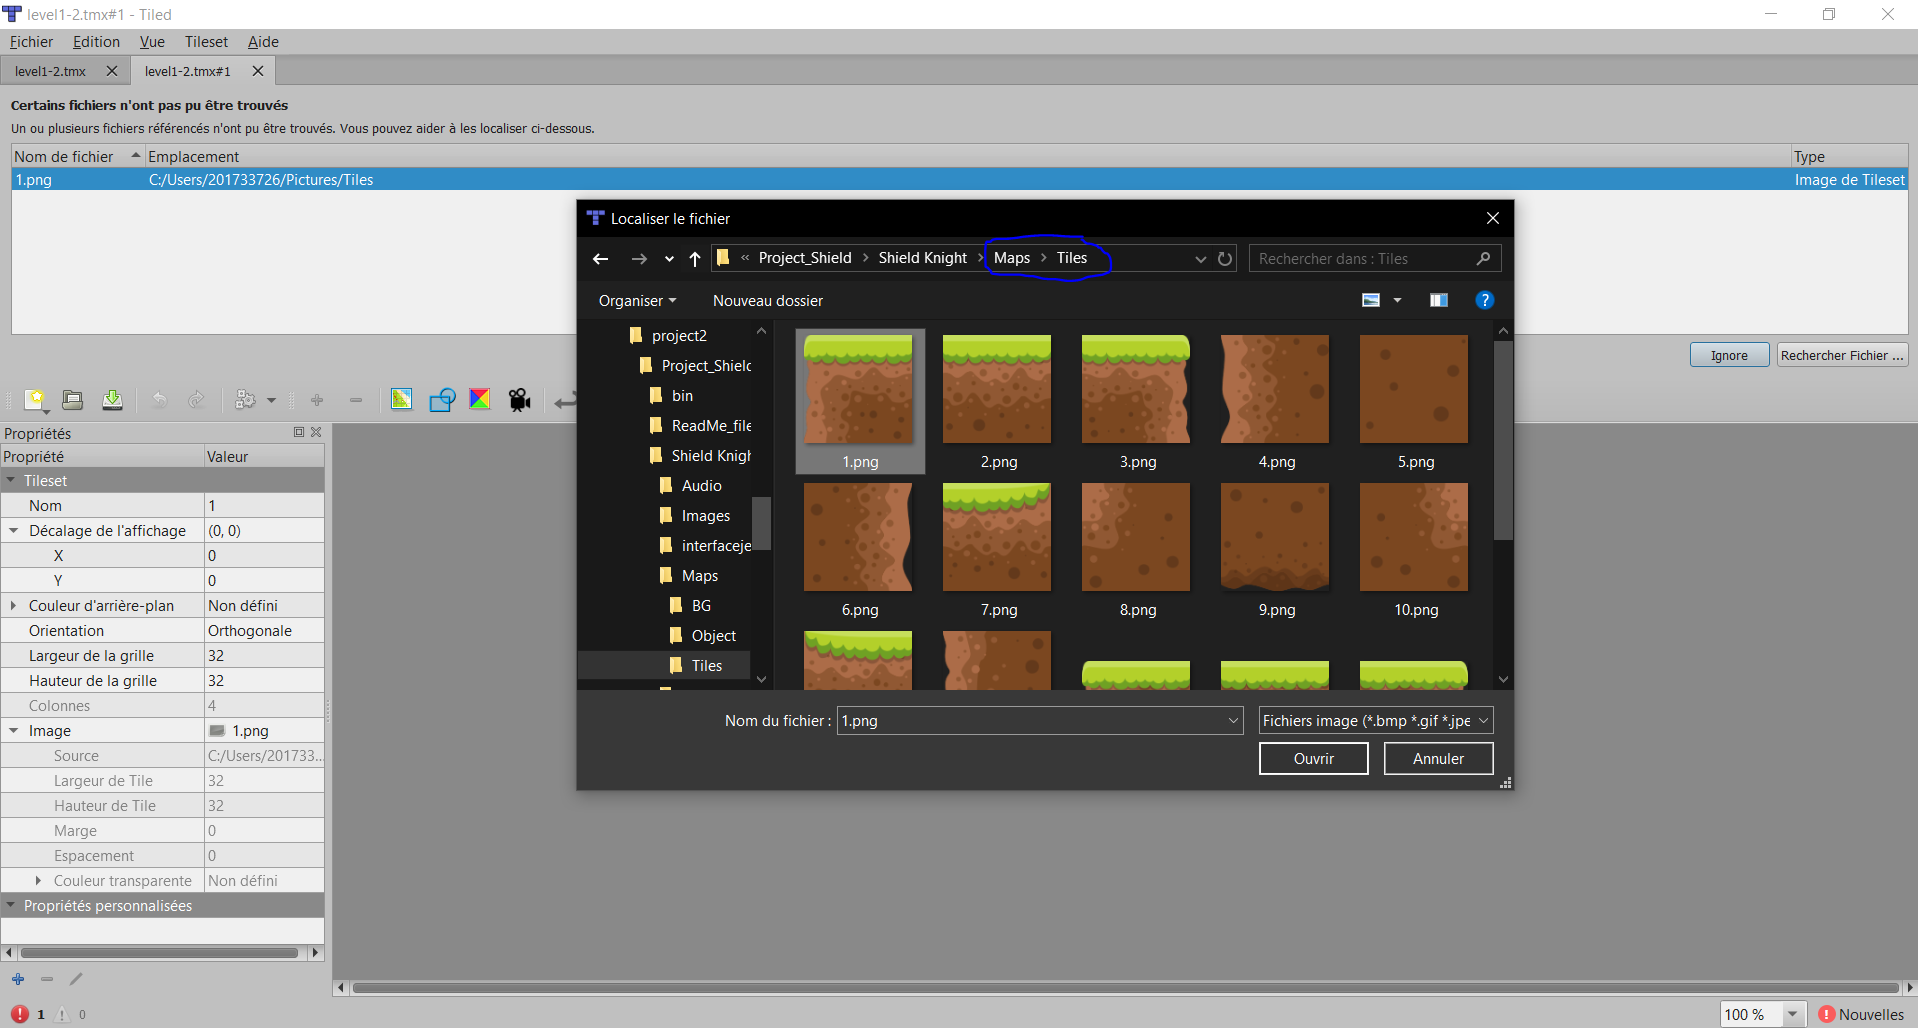 level1-2.tmx#1 - Tiled
Fichier Edition Vue Tileset Aide
level1-2.tmx level1-2.tmx#1
Certains fichiers n'ont pas pu être trouvés
Un ou plusieurs fichiers référencés n'ont pu être trouvés. Vous pouvez aider à les localiser ci-dessous.
Nom de fichier Emplacement Type
1.png C:/Users/201733726/Pictures/Tiles Image de Tileset
Localiser le fichier
« Project_Shield > Shield Knight > Maps > Tiles Rechercher dans : Tiles
Organiser Nouveau dossier ?
project2
Project_Shield
bin
ReadMe_file
Shield Knigh
Audio
Images
interfaceje
Maps
BG
Object
Tiles
1.png 2.png 3.png 4.png 5.png
6.png 7.png 8.png 9.png 10.png
Nom du fichier : 1.png Fichiers image (*.bmp *.gif *.jpe
Ouvrir Annuler
Ignore Rechercher Fichier ...
Propriétés
Propriété Valeur
Tileset
Nom 1
Décalage de l'affichage (0, 0)
X 0
Y 0
Couleur d'arrière-plan Non défini
Orientation Orthogonale
Largeur de la grille 32
Hauteur de la grille 32
Colonnes 4
Image 1.png
Source C:/Users/201733...
Largeur de Tile 32
Hauteur de Tile 32
Marge 0
Espacement 0
Couleur transparente Non défini
Propriétés personnalisées
1 0 100 % Nouvelles